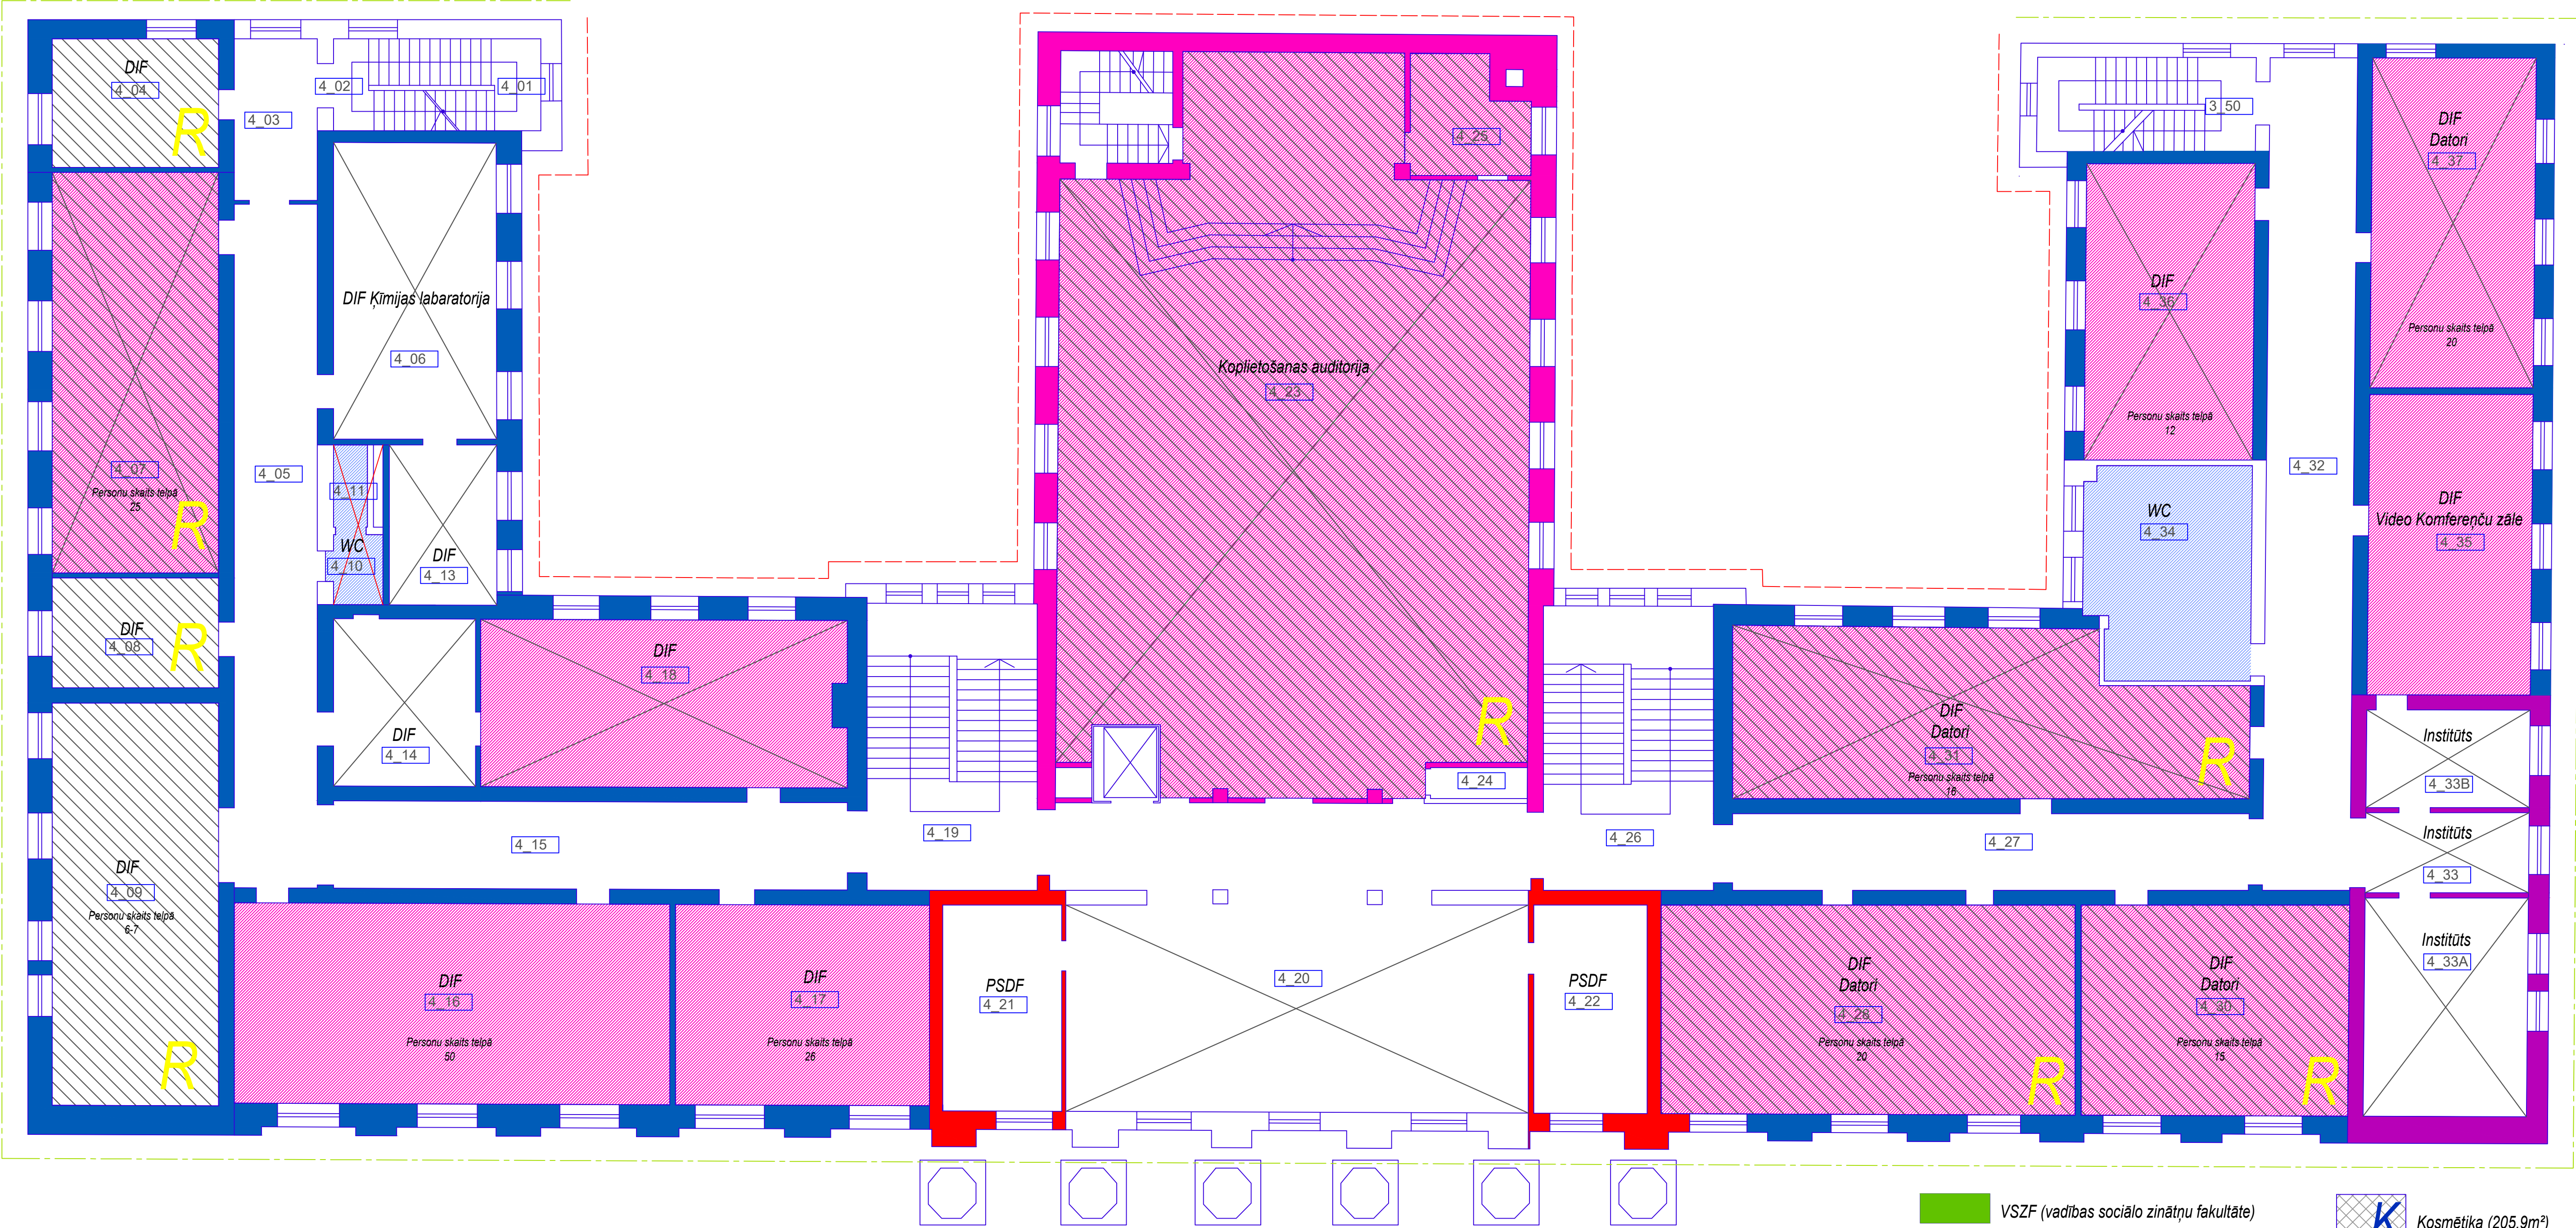 DIF
4_04
R
4_03
4_02
4_01
4_07
Personu skaits telpā
25
R
4_05
DIF Ķīmijas labaratorija
4_06
4_11
WC
4_10
DIF
4_13
DIF
4_08
R
DIF
4_09
Personu skaits telpā
6-7
R
DIF
4_14
DIF
4_18
4_15
DIF
4_16
Personu skaits telpā
50
DIF
4_17
Personu skaits telpā
26
4_19
PSDF
4_21
4_25
Koplietošanas auditorija
4_23
R
4_24
4_20
PSDF
4_22
4_26
3_50
DIF
4_36
Personu skaits telpā
12
DIF
Datori
4_37
Personu skaits telpā
20
4_32
WC
4_34
DIF
Video Komferenču zāle
4_35
DIF
Datori
4_31
Personu skaits telpā
16
R
4_27
Institūts
4_33B
Institūts
4_33
Institūts
4_33A
DIF
Datori
4_28
Personu skaits telpā
20
R
DIF
Datori
4_30
Personu skaits telpā
15
R
VSZF (vadības sociālo zinātņu fakultāte)
K
Kosmētika (205.9m²)